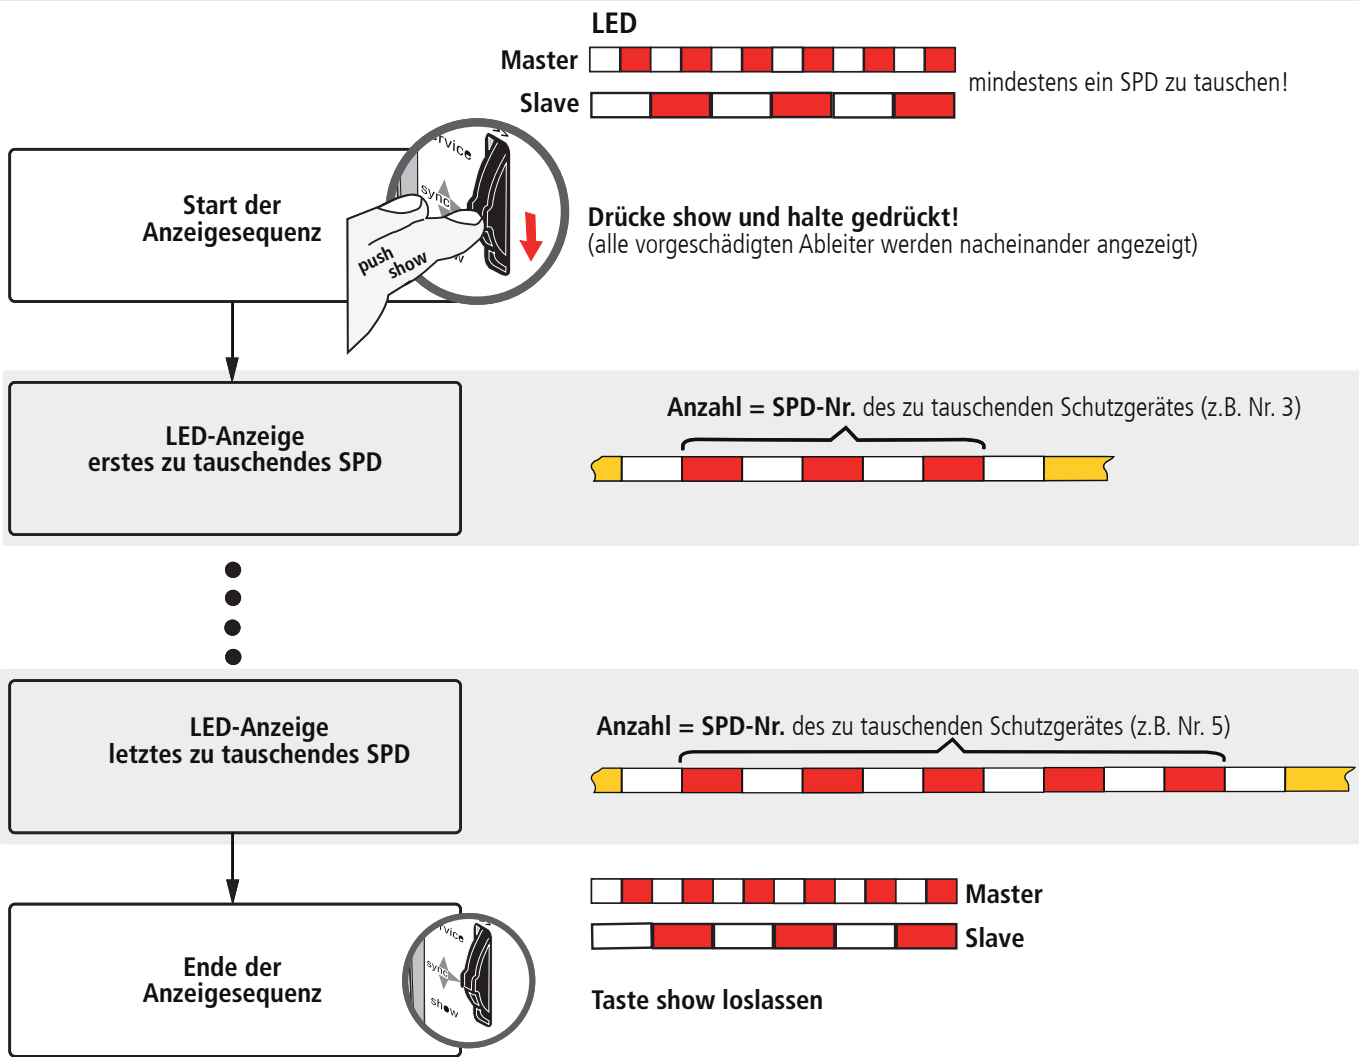 LED
Master
mindestens ein SPD zu tauschen!
Slave
rvice
sync
Start der
Anzeigesequenz
push
show
w
Drücke show und halte gedrückt!
(alle vorgeschädigten Ableiter werden nacheinander angezeigt)
LED-Anzeige
erstes zu tauschendes SPD
Anzahl = SPD-Nr. des zu tauschenden Schutzgerätes (z.B. Nr. 3)
LED-Anzeige
letztes zu tauschendes SPD
Anzahl = SPD-Nr. des zu tauschenden Schutzgerätes (z.B. Nr. 5)
Master
Slave
Ende der
Anzeigesequenz
rvice
sync
show
Taste show loslassen